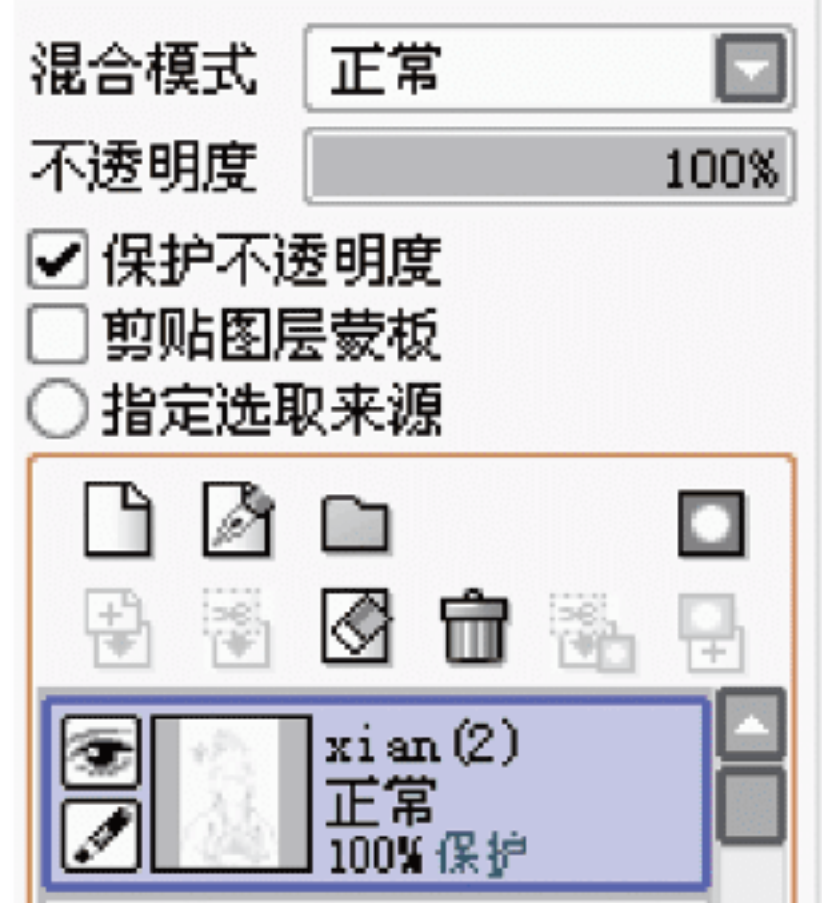 混合模式 正常
不透明度 100%
保护不透明度
剪贴图层蒙板
指定选取来源
xian(2)
正常
100% 保护